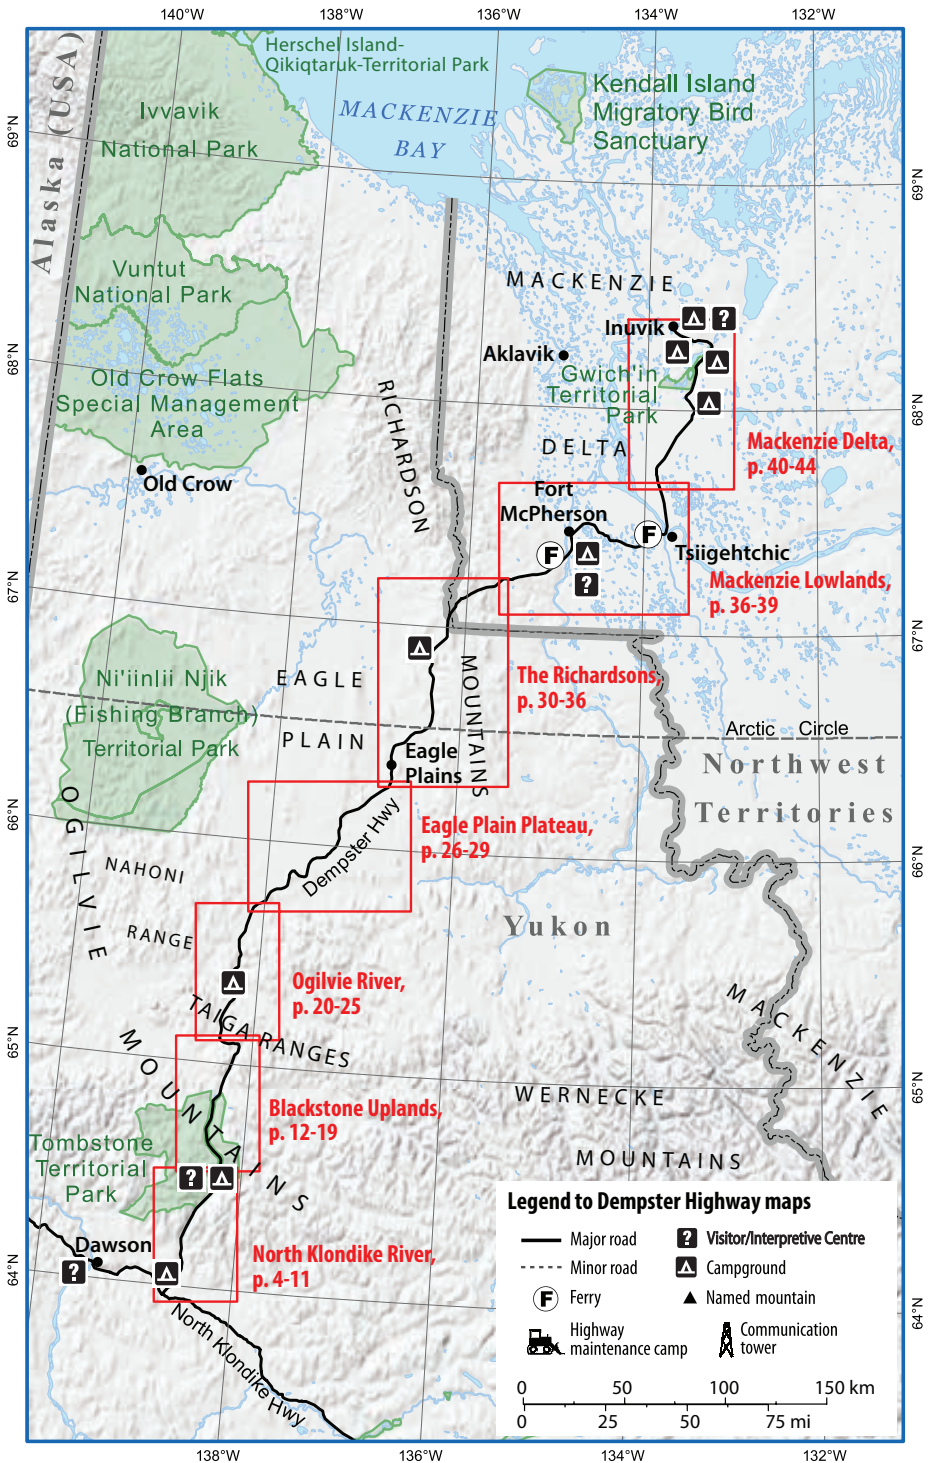 140°W
138°W
136°W
134°W
132°W
Herschel Island-
Qikiqtaruk-Territorial Park
Kendall Island
Migratory Bird
Sanctuary
MACKENZIE
BAY
Ivvavik
National Park
Alaska (USA)
69°N
69°N
Vuntut
National Park
MACKENZIE
Inuvik
?
Aklavik
68°N
68°N
Old Crow Flats
Special Management
Area
Gwich'in
Territorial
Park
RICHARDSON
DELTA
Mackenzie Delta,
p. 40-44
Old Crow
Fort
McPherson
F
F
Tsiigehtchic
?
Mackenzie Lowlands,
p. 36-39
67°N
67°N
Ni'iinlii Njik
(Fishing Branch)
Territorial Park
EAGLE
PLAIN
MOUNTAINS
The Richardsons,
p. 30-36
Arctic Circle
Eagle
Plains
Northwest
Territories
OGILVIE
66°N
66°N
Dempster Hwy
Eagle Plain Plateau,
p. 26-29
NAHONI
RANGE
Yukon
Ogilvie River,
p. 20-25
TAIGA RANGES
MACKENZIE
65°N
65°N
MOUNTAINS
WERNECKE
MOUNTAINS
Blackstone Uplands,
p. 12-19
Tombstone
Territorial
Park
?
Dawson
?
North Klondike River,
p. 4-11
64°N
64°N
North Klondike Hwy
Legend to Dempster Highway maps
Major road
? Visitor/Interpretive Centre
Minor road
Campground
F Ferry
Named mountain
Highway
maintenance camp
Communication
tower
0 50 100 150 km
0 25 50 75 mi
138°W
136°W
134°W
132°W